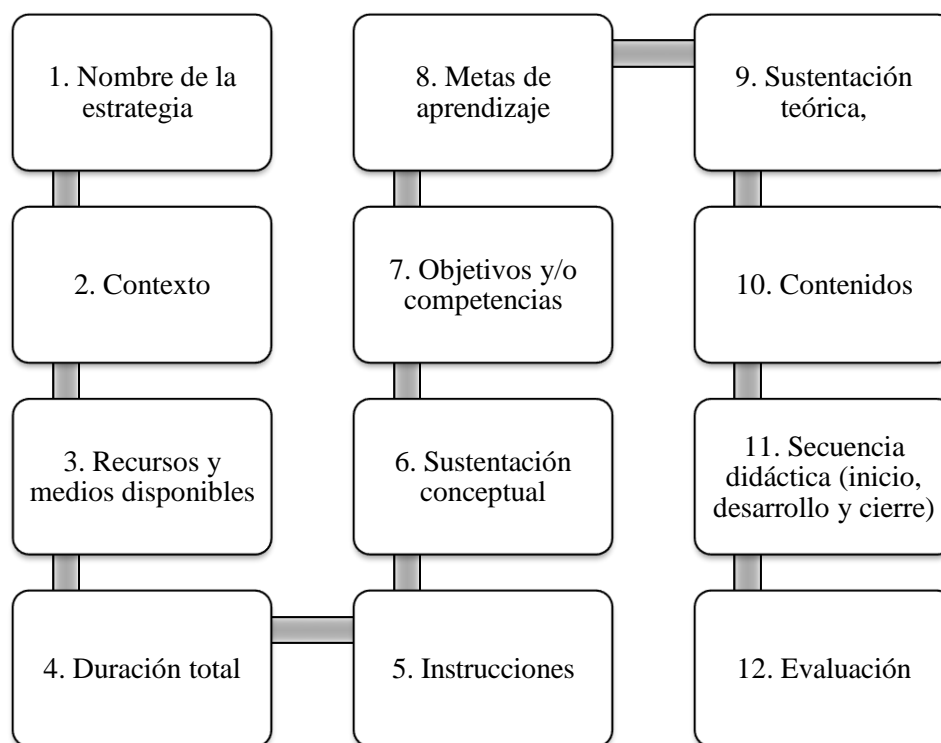 1. Nombre de la
estrategia
2. Contexto
3. Recursos y
medios disponibles
4. Duración total
5. Instrucciones
6. Sustentación
conceptual
7. Objetivos y/o
competencias
8. Metas de
aprendizaje
9. Sustentación
teórica,
10. Contenidos
11. Secuencia
didáctica (inicio,
desarrollo y cierre)
12. Evaluación